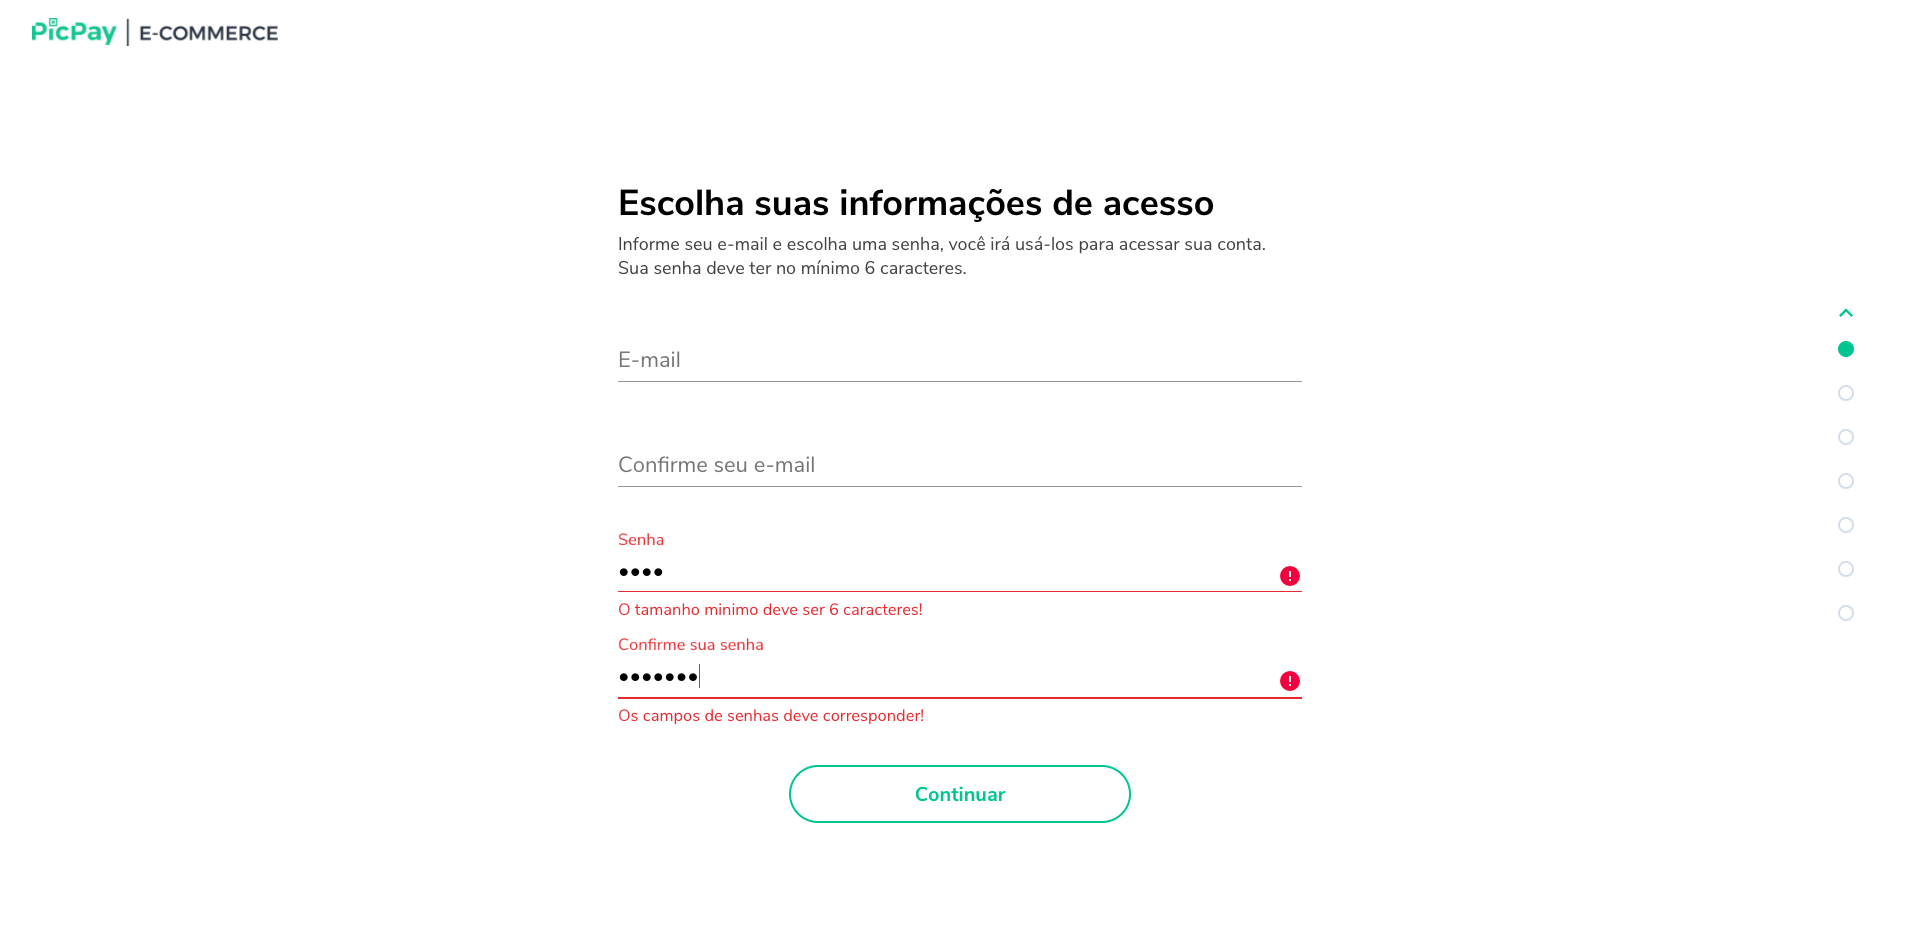 PicPay | E-COMMERCE
Escolha suas informações de acesso
Informe seu e-mail e escolha uma senha, você irá usá-los para acessar sua conta.
Sua senha deve ter no mínimo 6 caracteres.
E-mail
Confirme seu e-mail
Senha
••••
O tamanho minimo deve ser 6 caracteres!
Confirme sua senha
•••••••
Os campos de senhas deve corresponder!
Continuar